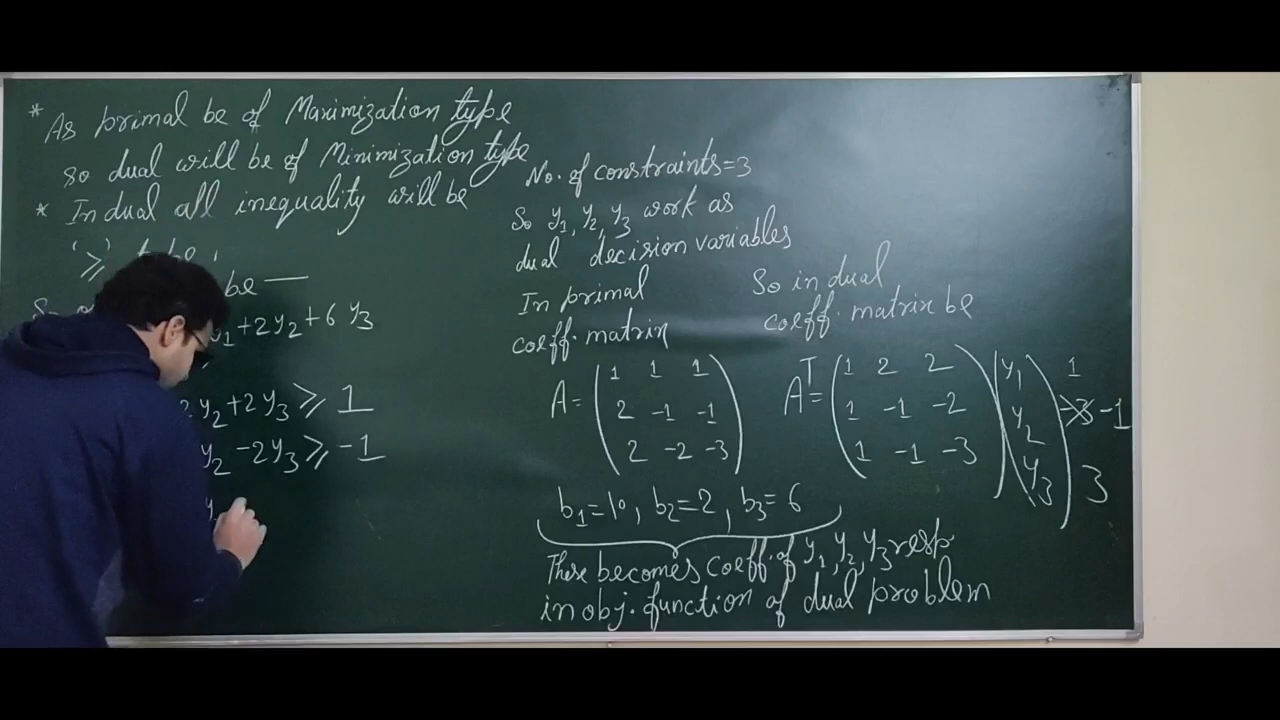 * As primal be of Maximization type
so dual will be of Minimization type
* In dual all inequality will be
be —
y1 + 2y2 + 6 y3
2y2 + 2y3 ≥ 1
y2 - 2y3 ≥ -1
No. of constraints = 3
So y1, y2, y3 work as
dual decision variables
In primal
coeff. matrix
A = ( 1 1 1
2 -1 -1
2 -2 -3 )
So in dual
coeff. matrix be
A^T = ( 1 2 2
1 -1 -2
1 -1 -3 ) ( y1
y2
y3 ) 1
-1
3
b1 = 10, b2 = 2, b3 = 6
These becomes coeff. of y1, y2, y3 resp
in obj. function of dual problem